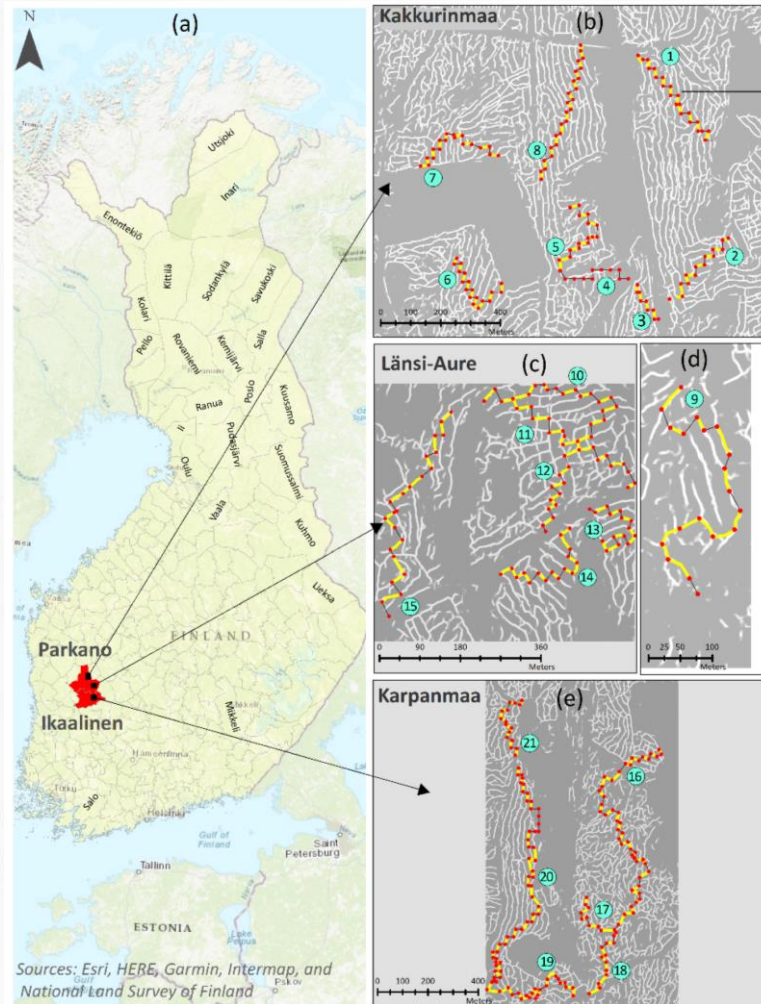 (a)
Utsjoki
Inari
Enontekiö
Kittilä
Sodankylä
Savukoski
Kolari
Pello
Rovaniemi
Kemijärvi
Salla
Posio
Ranua
Kuusamo
Ii
Pudasjärvi
Oulu
Suomussalmi
Vaala
Kuhmo
Lieksa
FINLAND
Parkano
Ikaalinen
Mikkeli
Hämeenlinna
Turku
Salo
Helsinki
Gulf of
Finland
Saint
Petersburg
Tallinn
ESTONIA
Lake
Peipus
Pskov
Sources: Esri, HERE, Garmin, Intermap, and
National Land Survey of Finland
Kakkurinmaa (b)
1
8
7
5
2
6
4
3
0 100 200 400
Meters
Länsi-Aure (c)
10
11
12
13
14
15
0 90 180 360
Meters
(d)
9
0 25 50 100
Meters
Karpanmaa (e)
21
16
20
17
19
18
0 100 200 400
Meters